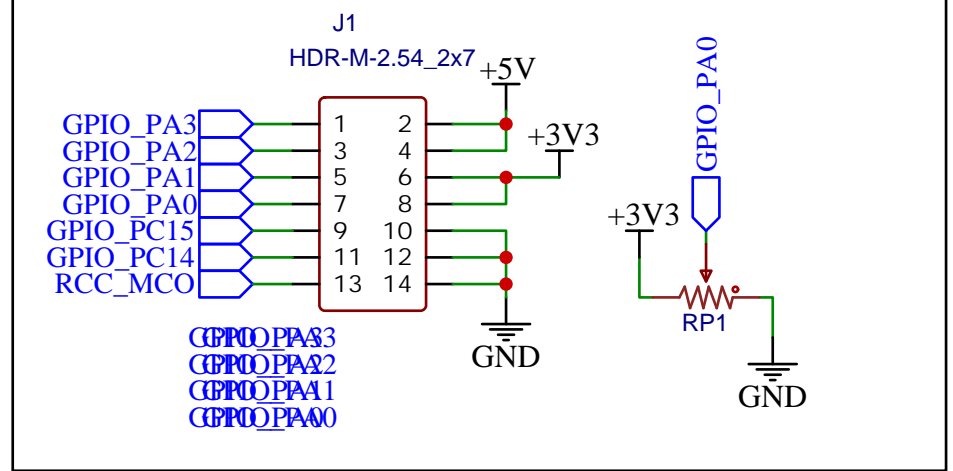 J1
HDR-M-2.54_2x7
+5V
+3V3
GPIO_PA3 1 2
GPIO_PA2 3 4
GPIO_PA1 5 6
GPIO_PA0 7 8
GPIO_PC15 9 10
GPIO_PC14 11 12
RCC_MCO 13 14
GND
GPIO_PA0
+3V3
RP1
GND